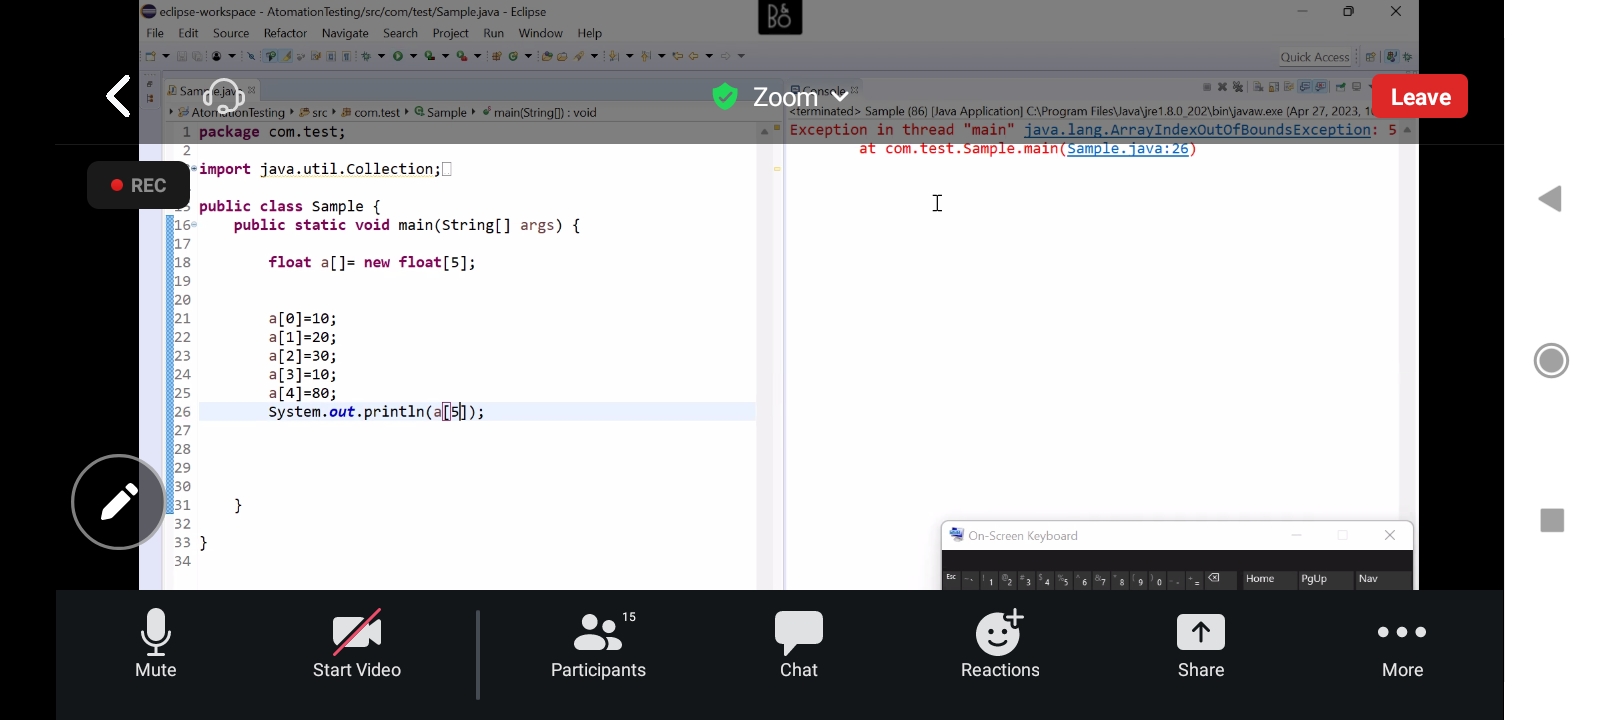 eclipse-workspace - AtomationTesting/src/com/test/Sample.java - Eclipse
B&O
File Edit Source Refactor Navigate Search Project Run Window Help
Quick Access
Sample.java
Zoom
Console
Leave
AtomationTesting src com.test Sample main(String[]) : void
<terminated> Sample (86) [Java Application] C:\Program Files\Java\jre1.8.0_202\bin\javaw.exe (Apr 27, 2023, 1
1 package com.test;
Exception in thread "main" java.lang.ArrayIndexOutOfBoundsException: 5
2
at com.test.Sample.main(Sample.java:26)
import java.util.Collection;
REC
public class Sample {
16 public static void main(String[] args) {
17
18 float a[]= new float[5];
19
20
21 a[0]=10;
22 a[1]=20;
23 a[2]=30;
24 a[3]=10;
25 a[4]=80;
26 System.out.println(a[5]);
27
28
29
30
31 }
32
33 }
34
On-Screen Keyboard
Esc 1 2 3 4 5 6 7 8 9 0 - = Home PgUp Nav
15
Mute Start Video Participants Chat Reactions Share More